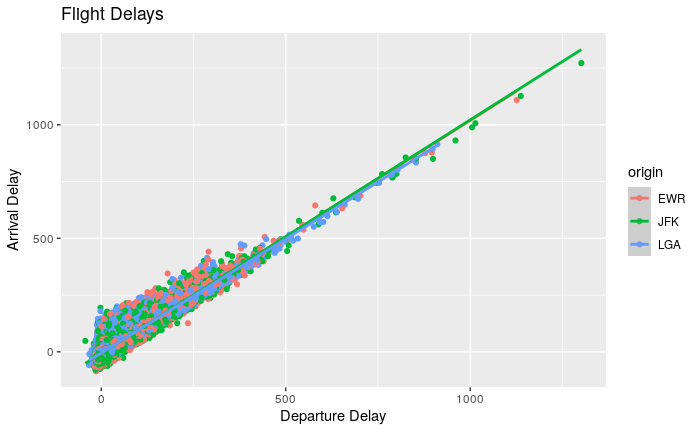 Flight Delays
Arrival Delay
1000
500
0
0
500
1000
Departure Delay
origin
EWR
JFK
LGA